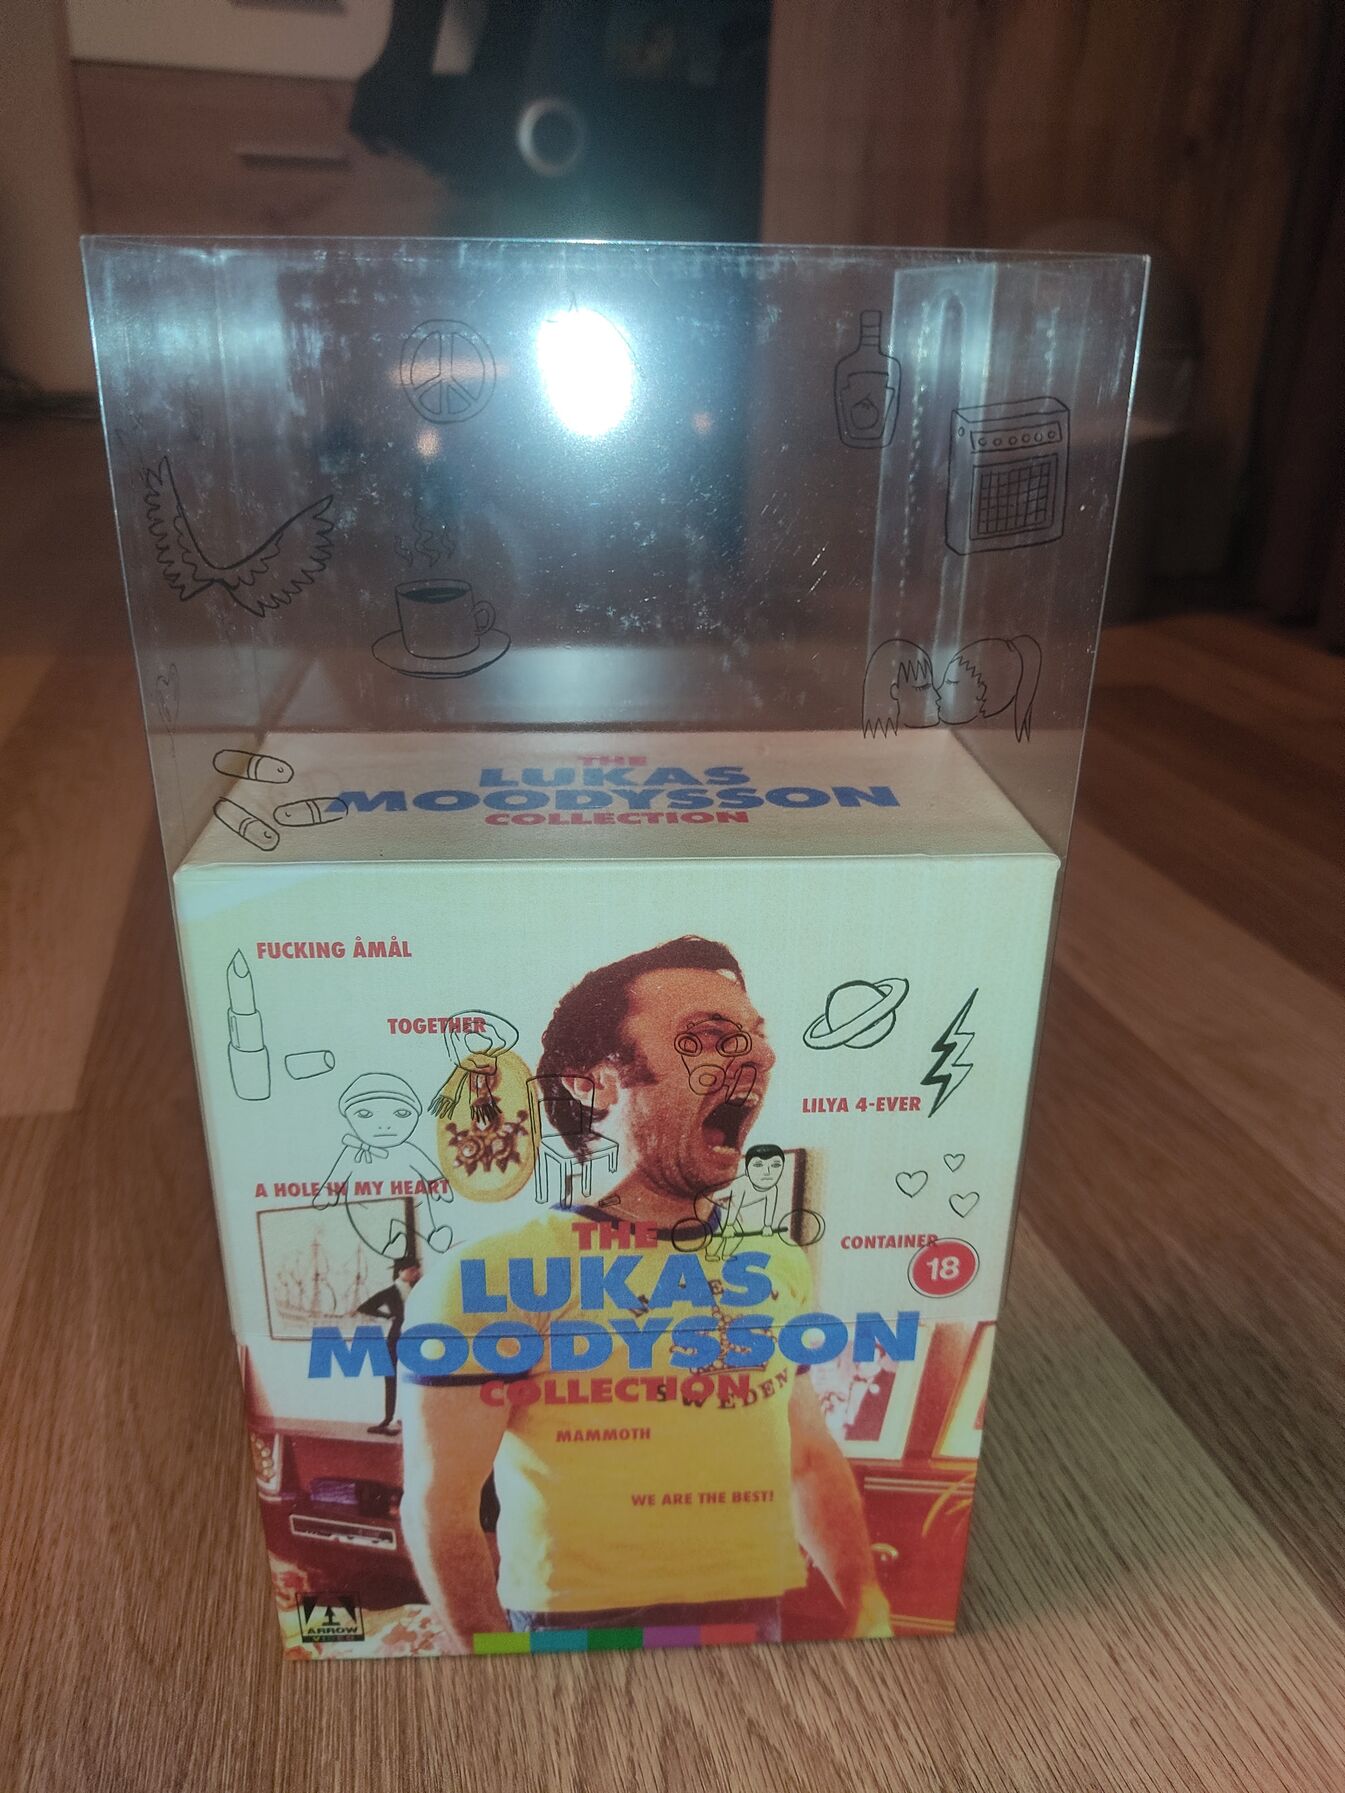 THE
LUKAS
MOODYSSON
COLLECTION
FUCKING ÅMÅL
TOGETHER
LILYA 4-EVER
A HOLE IN MY HEART
CONTAINER
18
THE
LUKAS
MOODYSSON
COLLECTION
SWEDEN
MAMMOTH
WE ARE THE BEST!
ARROW
VIDEO